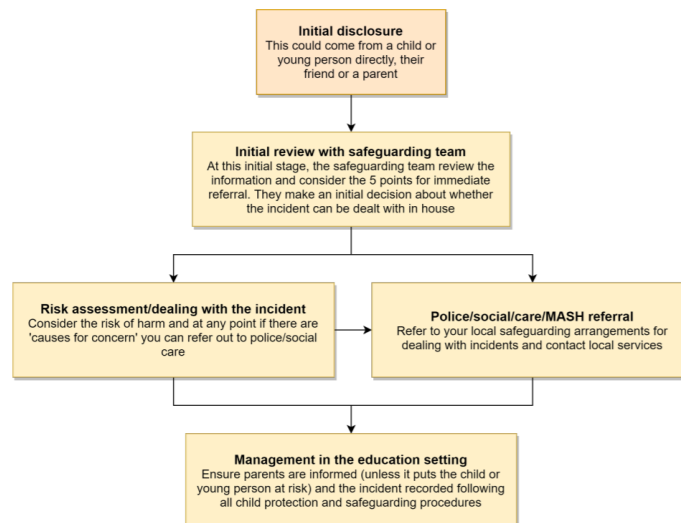 Initial disclosure
This could come from a child or
young person directly, their
friend or a parent
Initial review with safeguarding team
At this initial stage, the safeguarding team review the
information and consider the 5 points for immediate
referral. They make an initial decision about whether
the incident can be dealt with in house
Risk assessment/dealing with the incident
Consider the risk of harm and at any point if there are
'causes for concern' you can refer out to police/social
care
Police/social/care/MASH referral
Refer to your local safeguarding arrangements for
dealing with incidents and contact local services
Management in the education setting
Ensure parents are informed (unless it puts the child or
young person at risk) and the incident recorded following
all child protection and safeguarding procedures